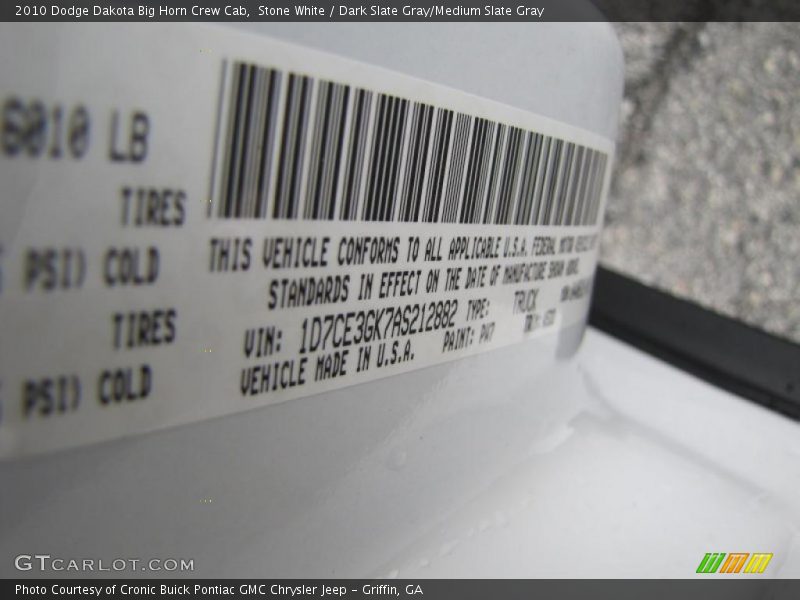 2010 Dodge Dakota Big Horn Crew Cab, Stone White / Dark Slate Gray/Medium Slate Gray
6010 LB
TIRES
PSI) COLD
TIRES
PSI) COLD
THIS VEHICLE CONFORMS TO ALL APPLICABLE U.S.A. FEDERAL MOTOR
STANDARDS IN EFFECT ON THE DATE OF MANUFACTURE SHOWN ABOVE.
VIN: 1D7CE3GK7AS212882 TYPE: TRUCK
VEHICLE MADE IN U.S.A. PAINT: PW7
GTCARLOT.COM
Photo Courtesy of Cronic Buick Pontiac GMC Chrysler Jeep - Griffin, GA